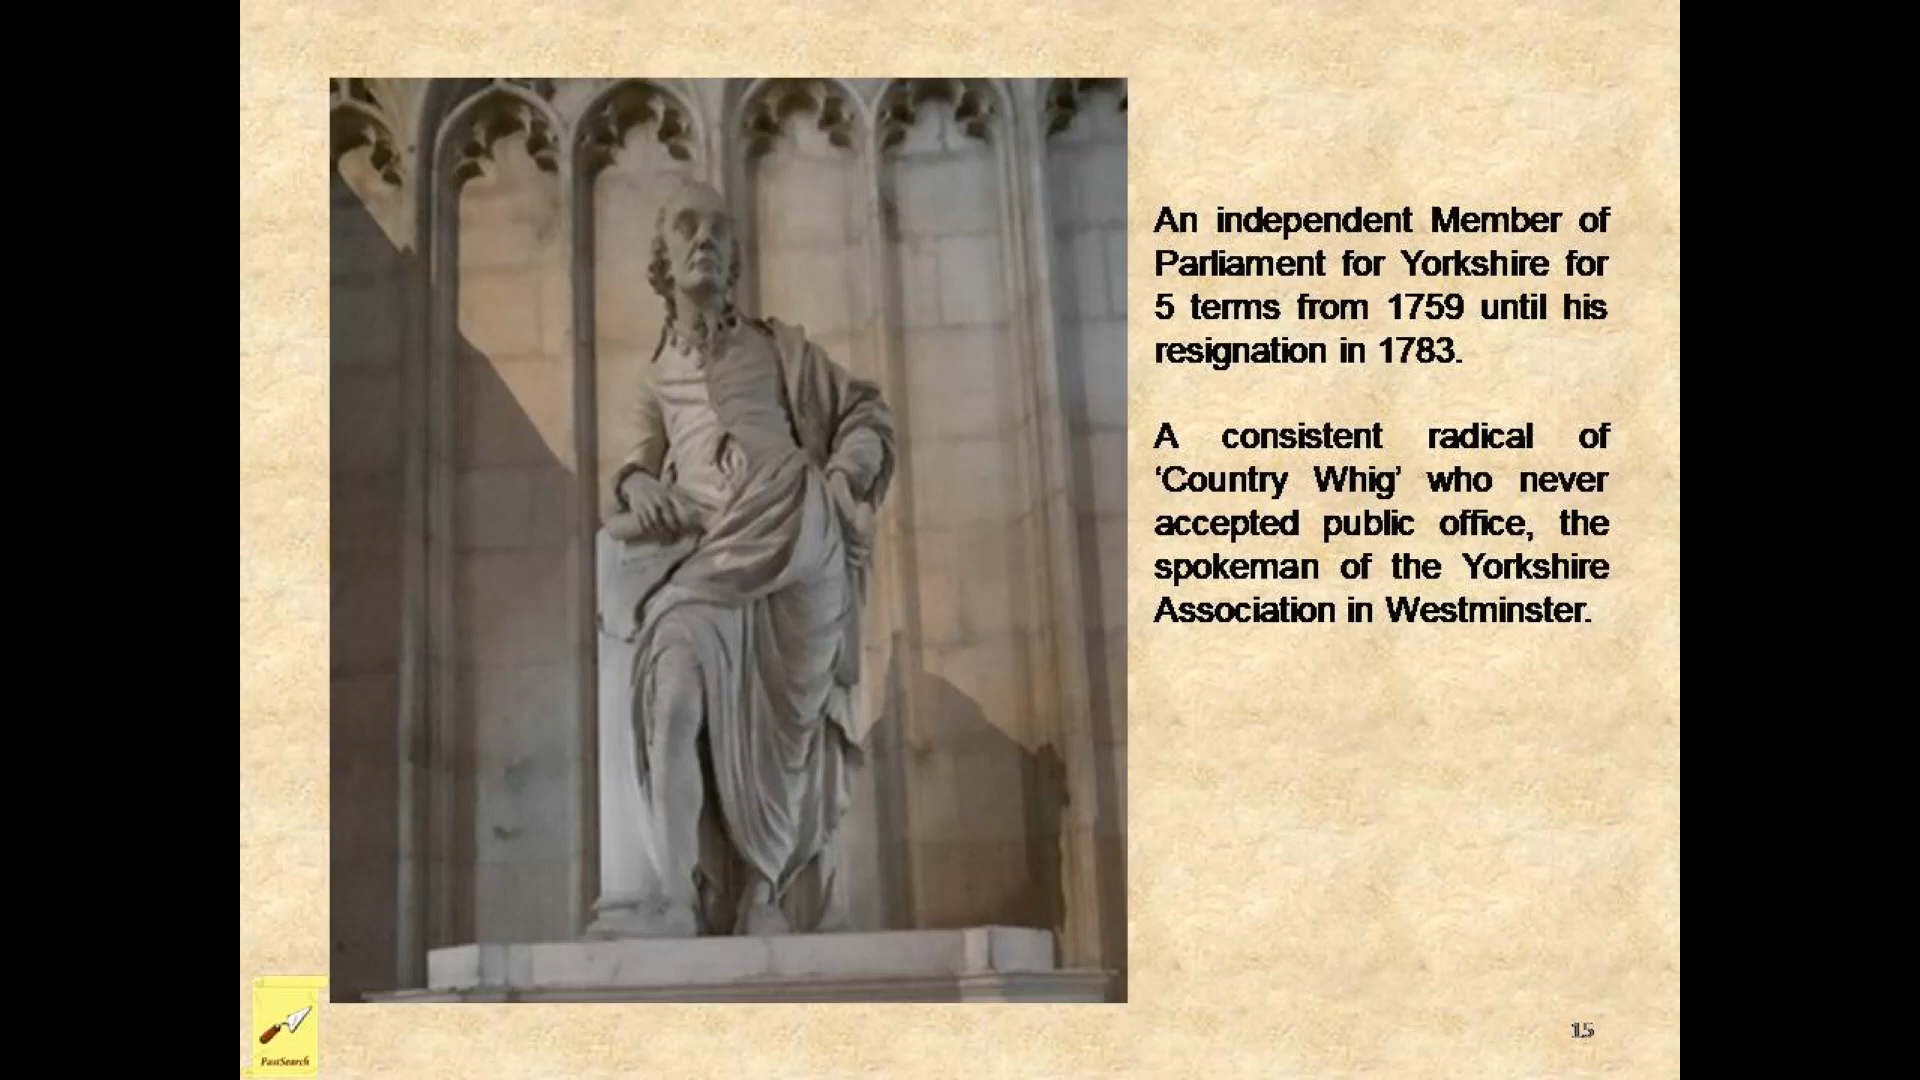 An independent Member of
Parliament for Yorkshire for
5 terms from 1759 until his
resignation in 1783.
A consistent radical of
‘Country Whig’ who never
accepted public office, the
spokeman of the Yorkshire
Association in Westminster.
PastSearch
15